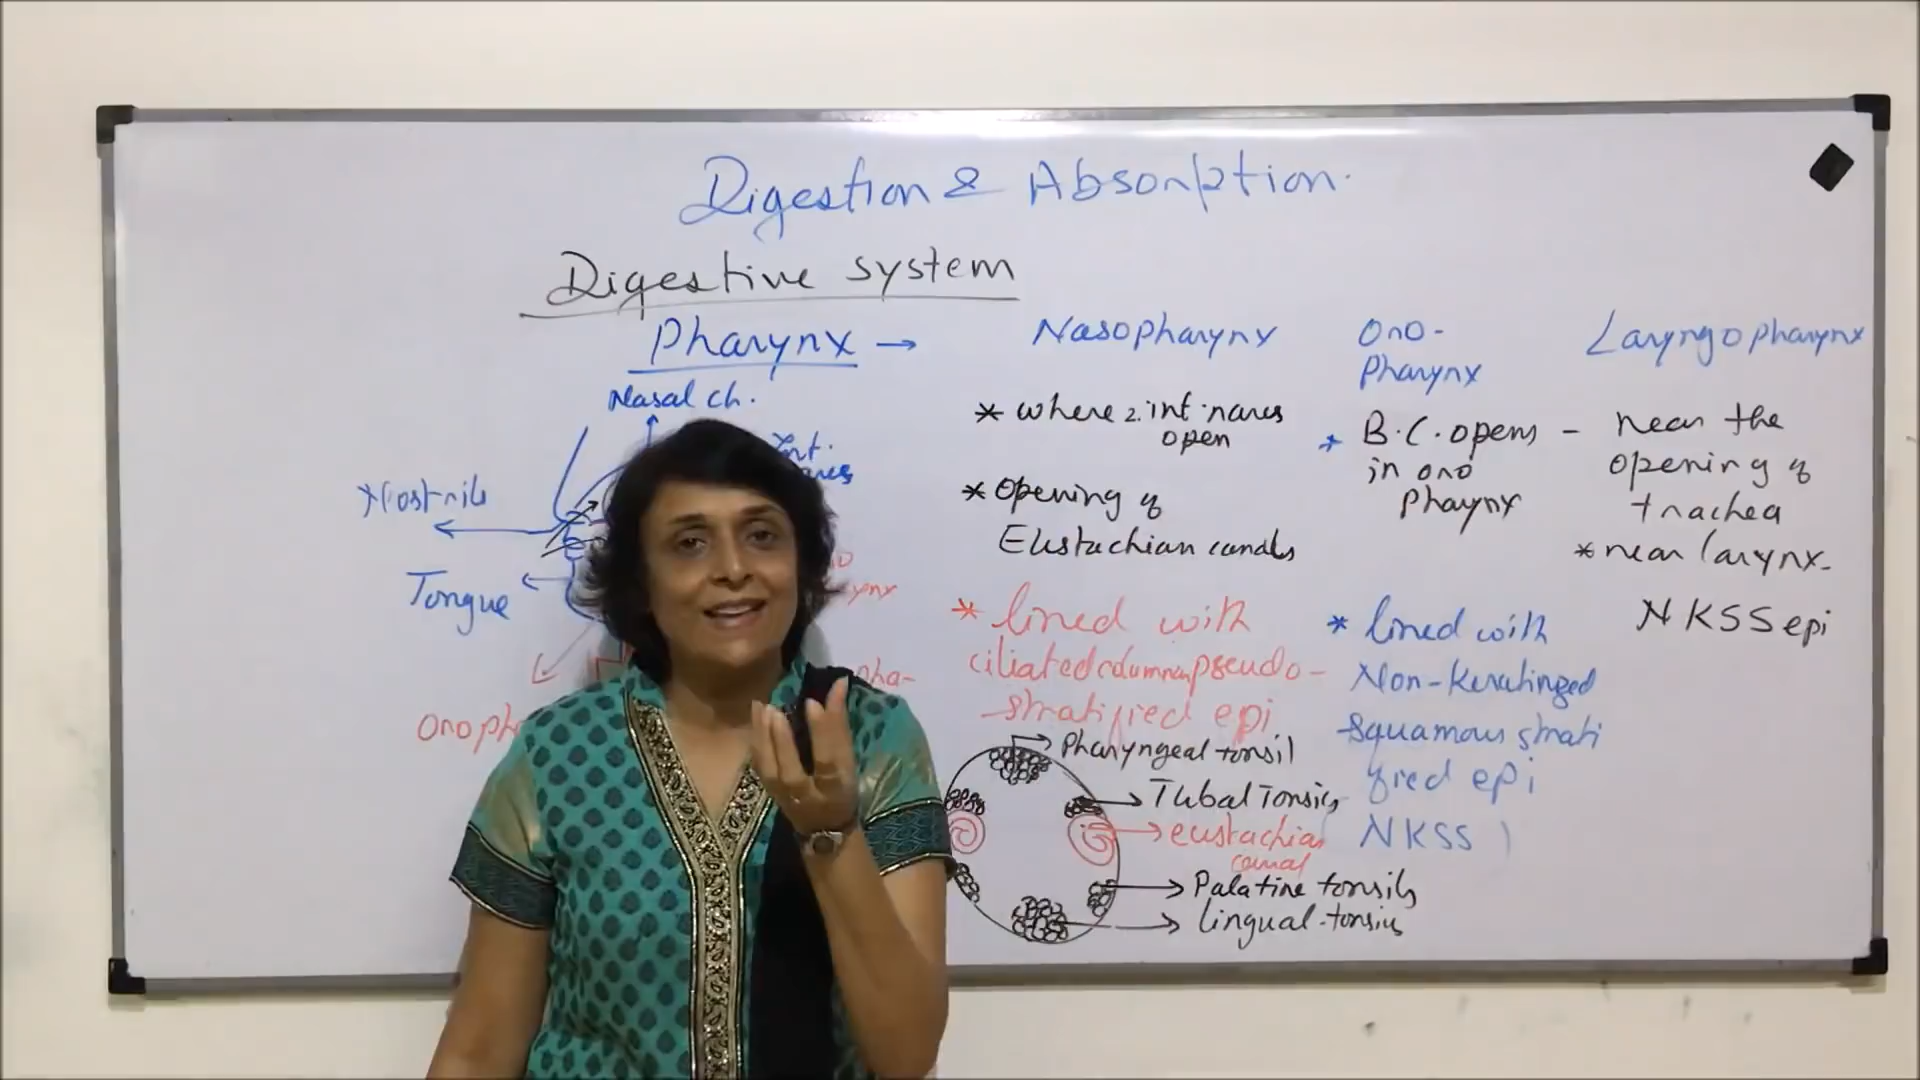 Digestion & Absorption.
Digestive system
Pharynx →
Nasal ch.
Int.
Nostrils
Tongue
Nasopharynx
* where 2 int. nares
open
* opening of
Eustachian canals
* lined with
ciliated columnar pseudo-
stratified epi
Oro-
Pharynx
* B.C. opens -
in oro
Pharynx
* lined with
Non-keratinized
squamous strati
fied epi
NKSS
Laryngopharynx
near the
opening of
trachea
* near larynx.
NKSS epi
Pharyngeal tonsil
Tubal Tonsils
eustachian
canal
Palatine tonsils
lingual tonsils